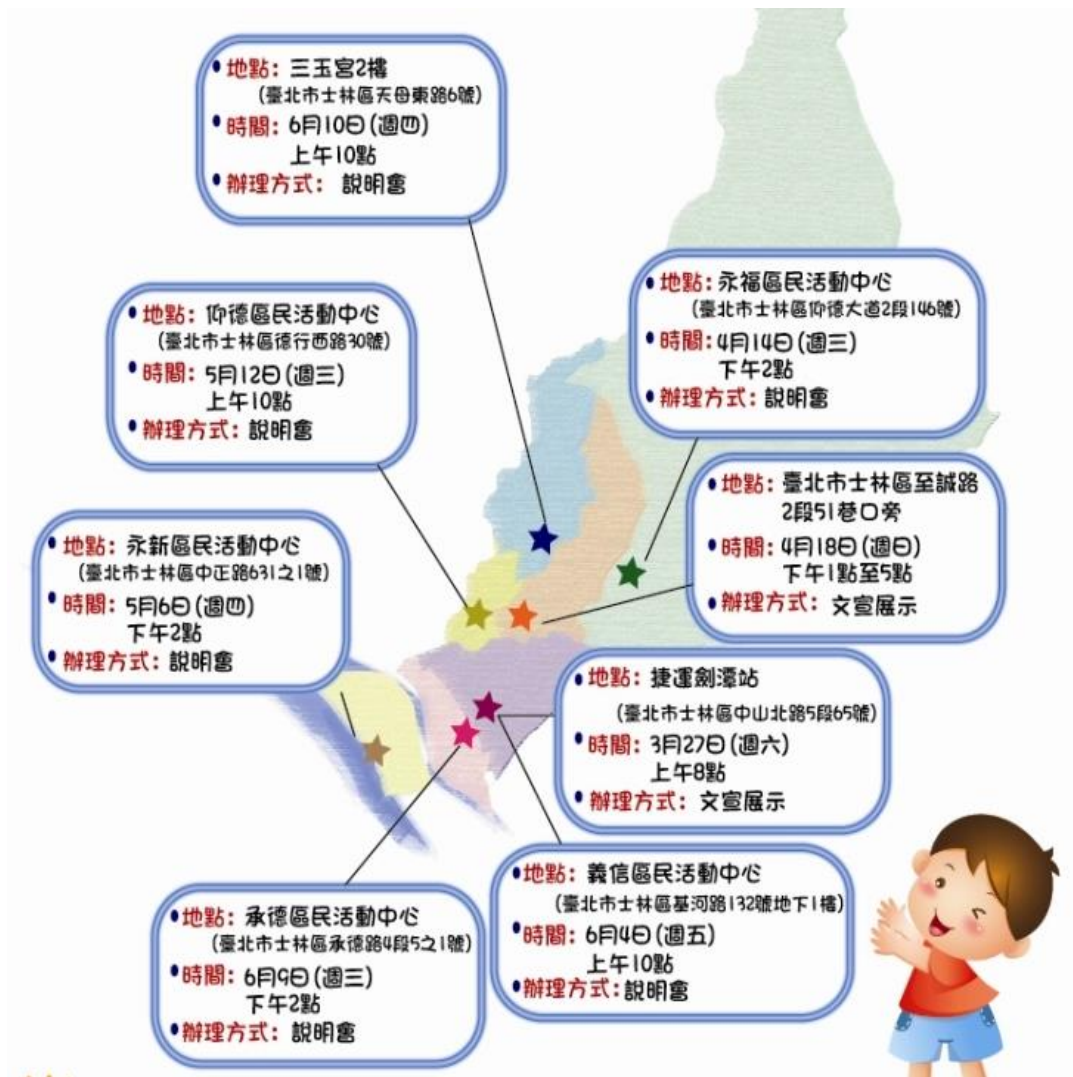 地點: 三玉宮2樓
(臺北市士林區天母東路6號)
時間: 6月10日(週四)
上午10點
辦理方式: 說明會
地點: 永福區民活動中心
(臺北市士林區仰德大道2段146號)
時間: 4月14日(週三)
下午2點
辦理方式: 說明會
地點: 仰德區民活動中心
(臺北市士林區德行西路30號)
時間: 5月12日(週三)
上午10點
辦理方式: 說明會
地點: 臺北市士林區至誠路
2段51巷口旁
時間: 4月18日(週日)
下午1點至5點
辦理方式: 文宣展示
地點: 永新區民活動中心
(臺北市士林區中正路631之1號)
時間: 5月6日(週四)
下午2點
辦理方式: 說明會
地點: 捷運劍潭站
(臺北市士林區中山北路5段65號)
時間: 3月27日(週六)
上午8點
辦理方式: 文宣展示
地點: 義信區民活動中心
(臺北市士林區基河路132號地下1樓)
時間: 6月4日(週五)
上午10點
辦理方式: 說明會
地點: 承德區民活動中心
(臺北市士林區承德路4段5之1號)
時間: 6月9日(週三)
下午2點
辦理方式: 說明會